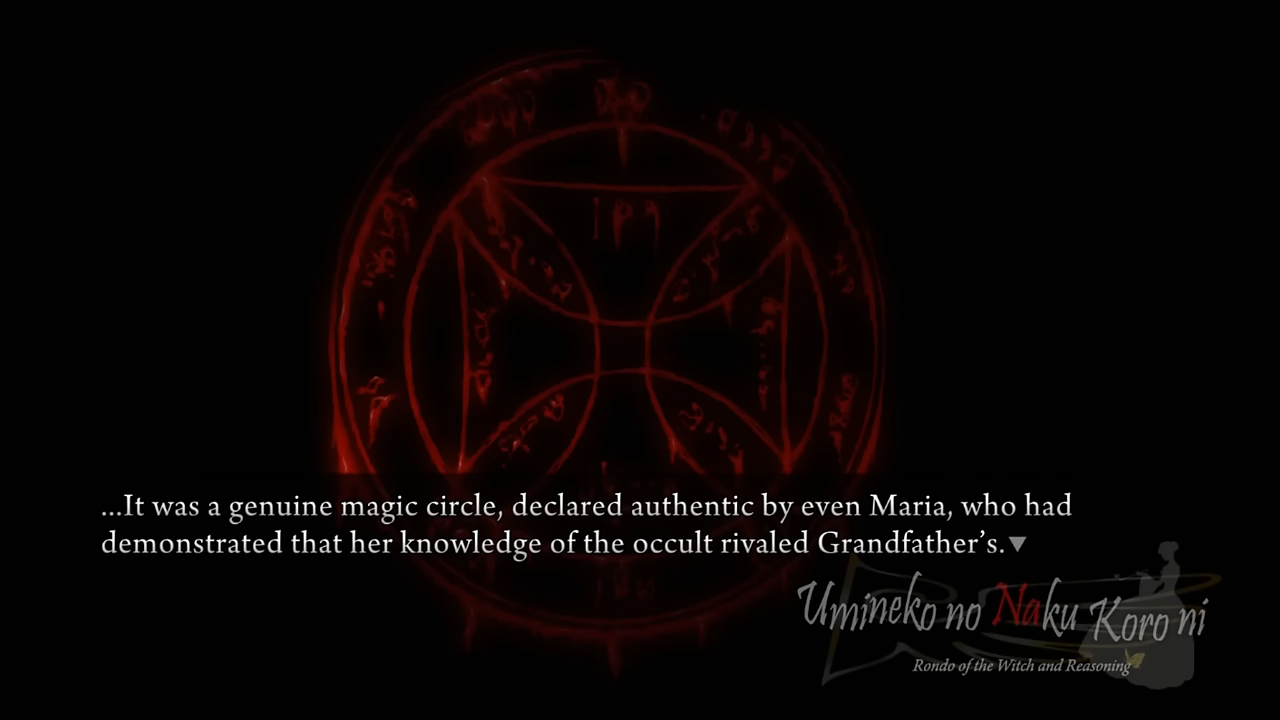 ...It was a genuine magic circle, declared authentic by even Maria, who had
demonstrated that her knowledge of the occult rivaled Grandfather's.
Umineko no Naku Koro ni
Rondo of the Witch and Reasoning